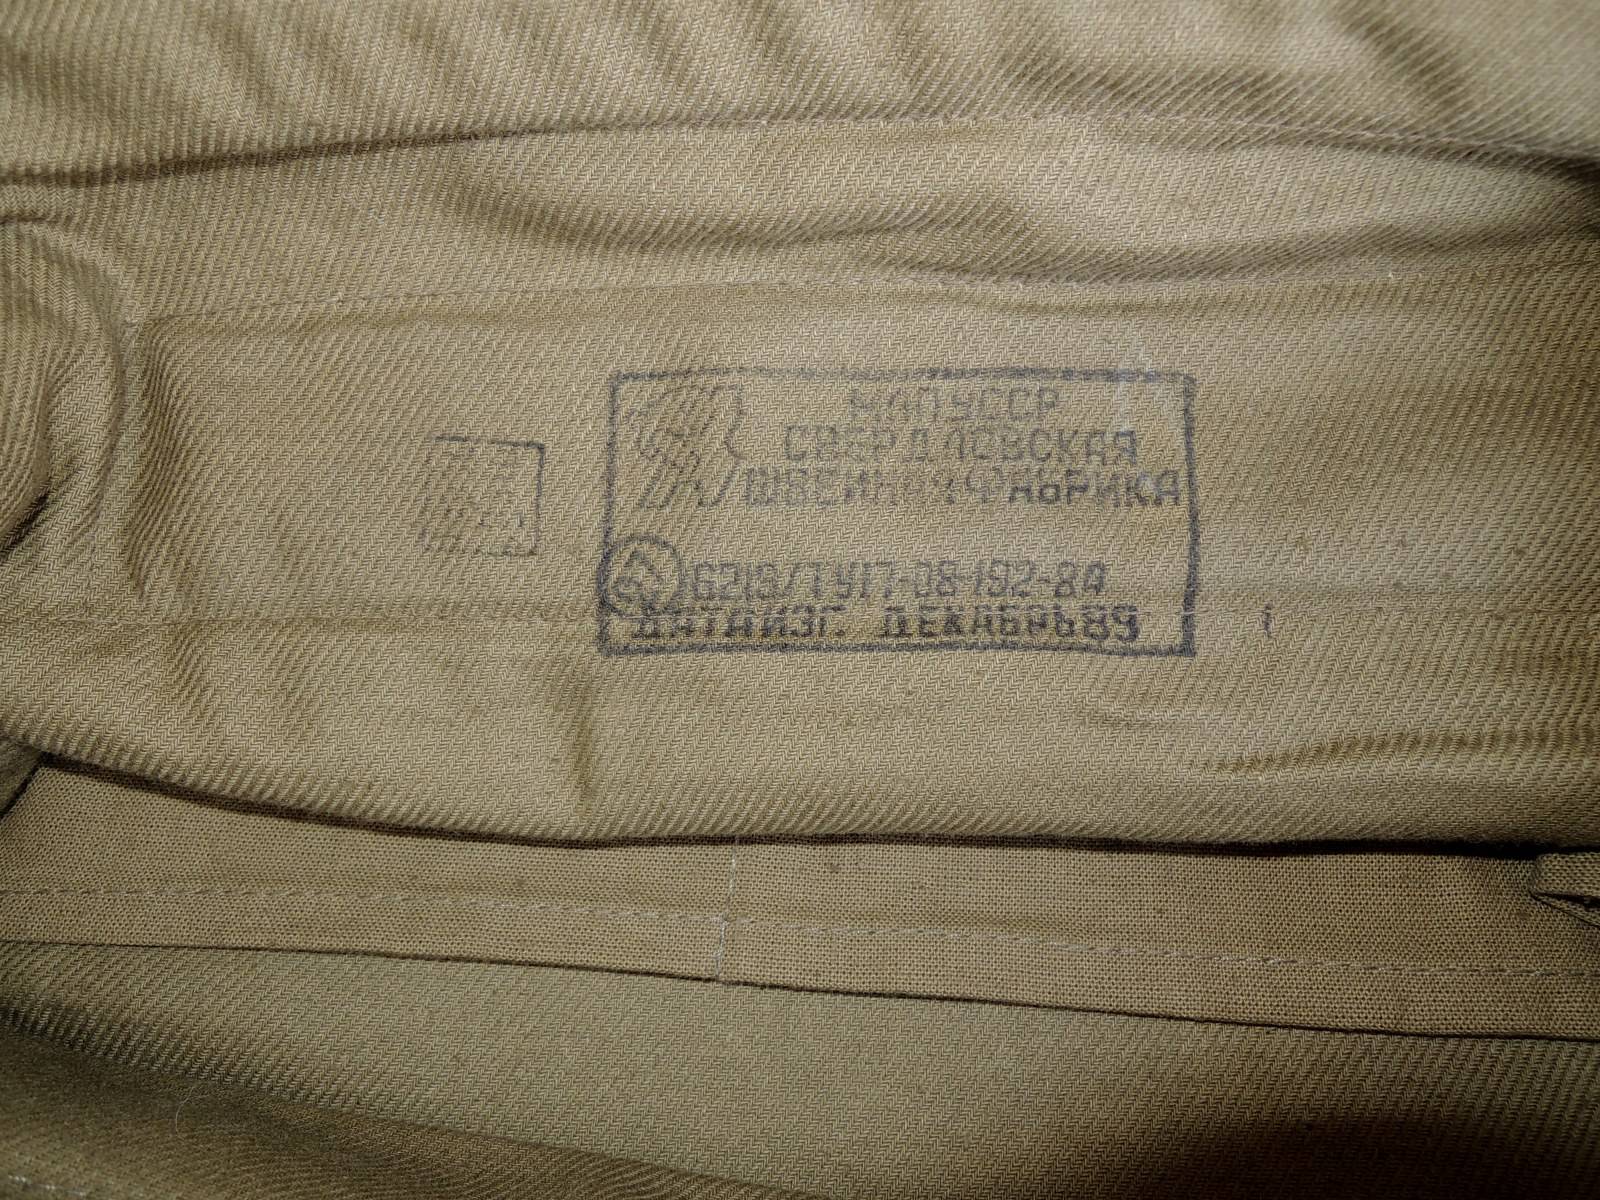 МЛПУССР
СВЕРДЛОВСКАЯ
ШВЕЙНАЯ ФАБРИКА
6213/ТУ17-08-192-84
ДАТА ИЗГ. ДЕКАБРЬ 89